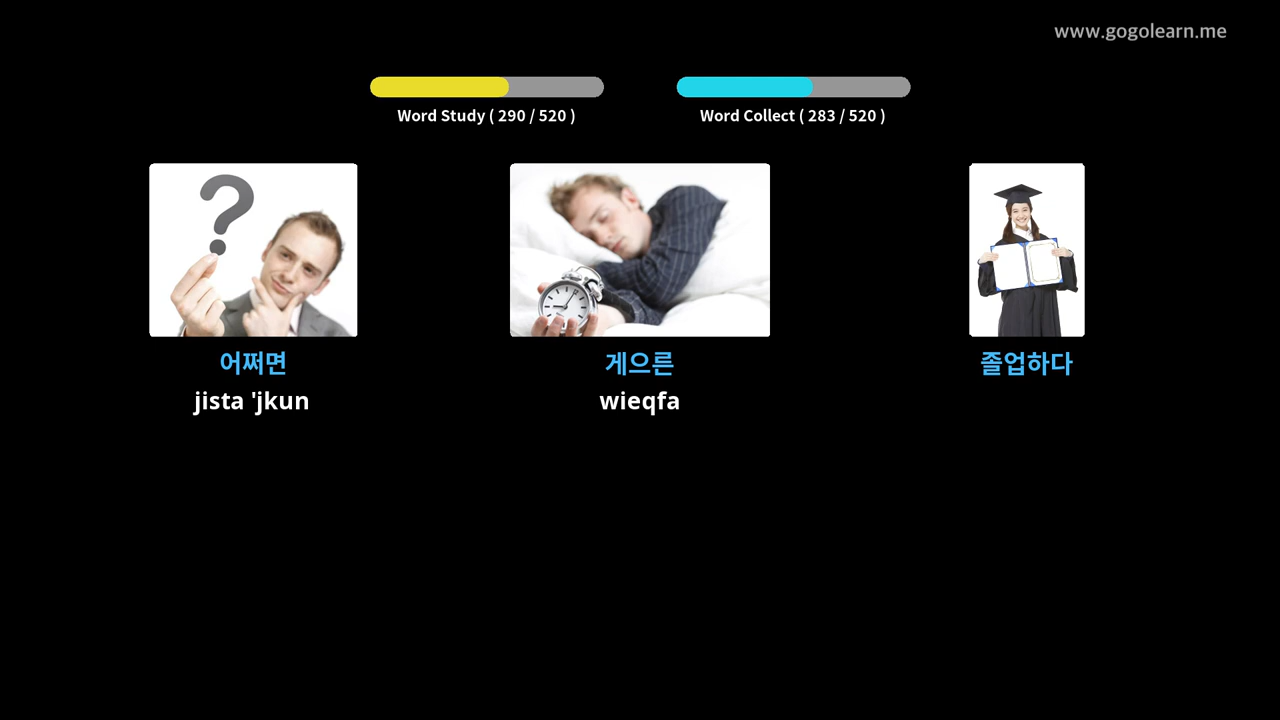 www.gogolearn.me
Word Study ( 290 / 520 )
Word Collect ( 283 / 520 )
어쩌면
게으른
졸업하다
jista 'jkun
wieqfa